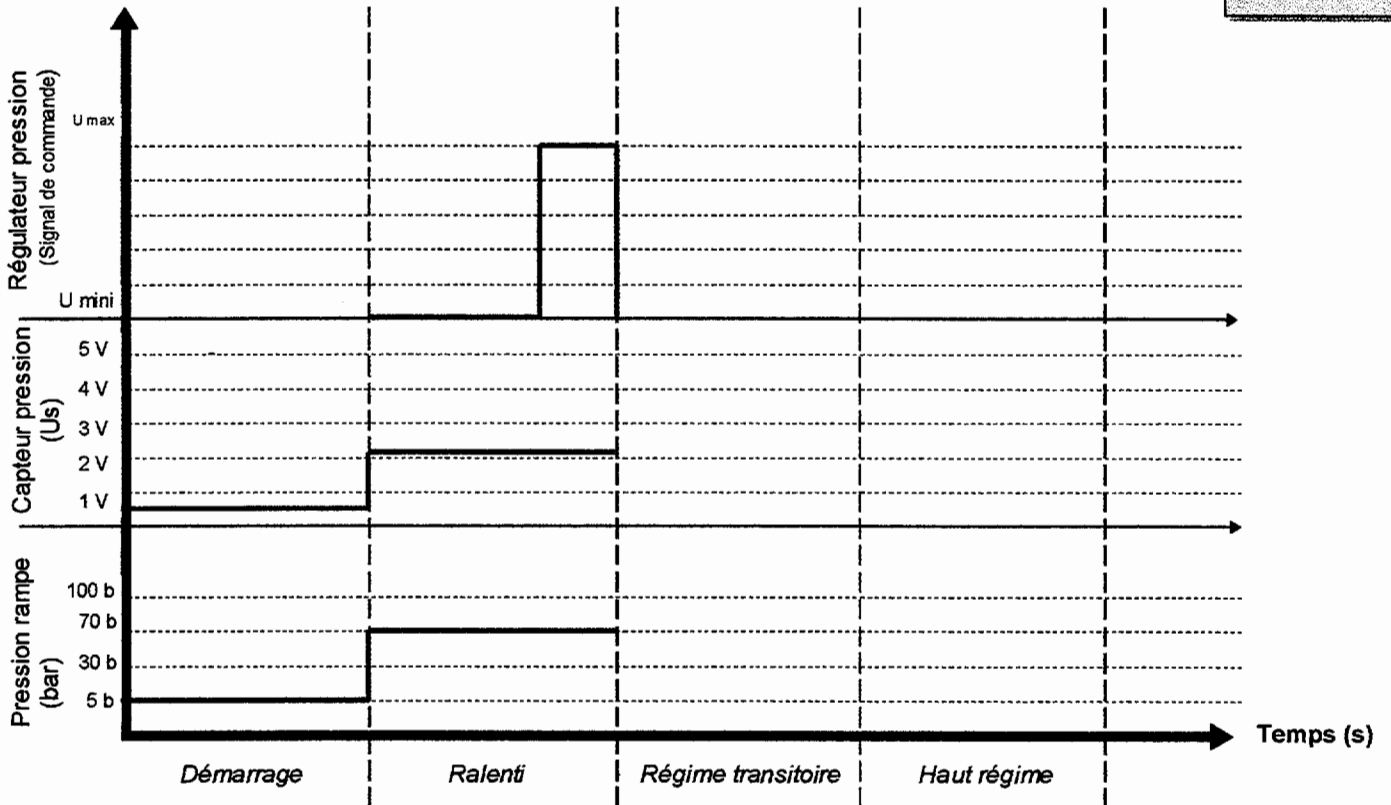 Régulateur pression
(Signal de commande)
U max
U mini
Capteur pression
(Us)
5 V
4 V
3 V
2 V
1 V
Pression rampe
(bar)
100 b
70 b
30 b
5 b
Temps (s)
Démarrage
Ralenti
Régime transitoire
Haut régime